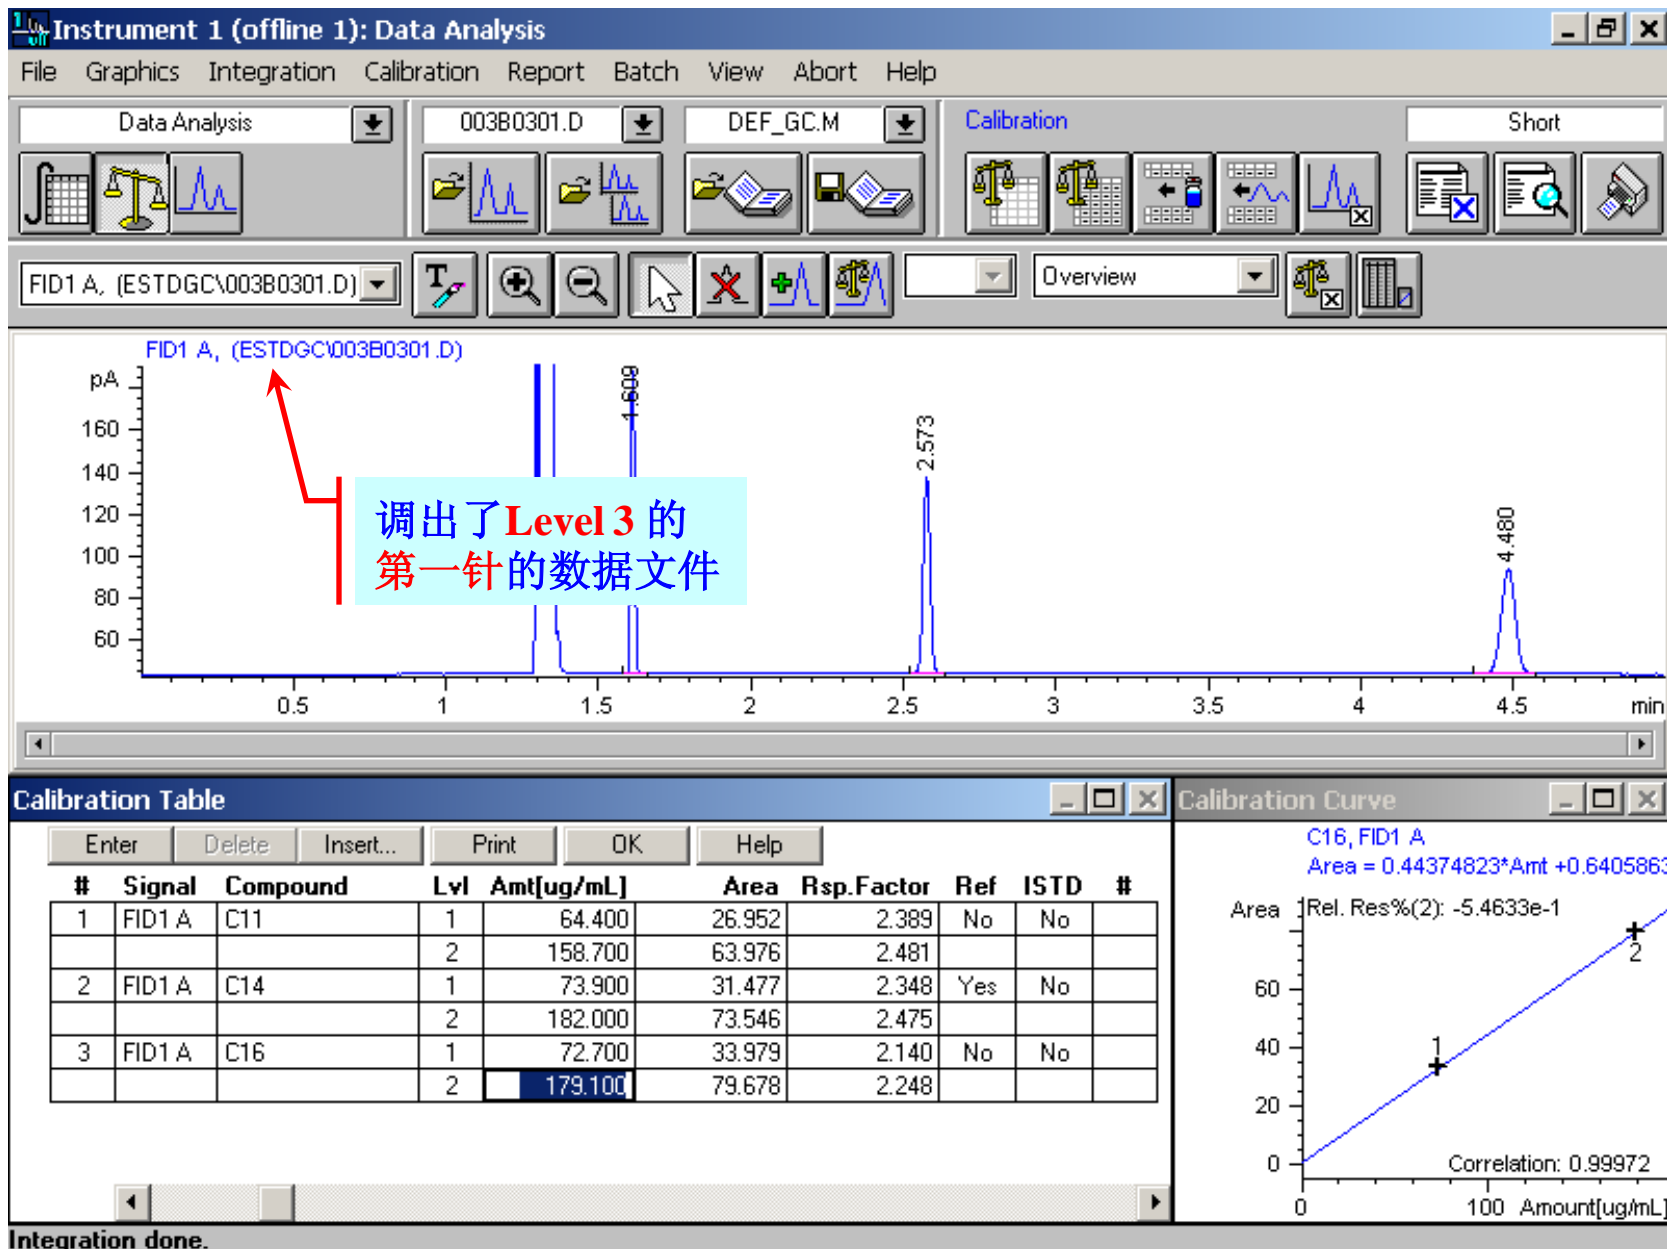 Instrument 1 (offline 1): Data Analysis
File Graphics Integration Calibration Report Batch View Abort Help
Data Analysis 003B0301.D DEF_GC.M Calibration Short
FID1 A, (ESTDGC\003B0301.D) Overview
FID1 A, (ESTDGC\003B0301.D)
pA
160
140
120
100
80
60
1.609
2.573
4.480
调出了Level 3 的
第一针的数据文件
0.5 1 1.5 2 2.5 3 3.5 4 4.5 min
Calibration Table
Enter Delete Insert... Print OK Help
# Signal Compound Lvl Amt[ug/mL] Area Rsp.Factor Ref ISTD #
1 FID1 A C11 1 64.400 26.952 2.389 No No
2 158.700 63.976 2.481
2 FID1 A C14 1 73.900 31.477 2.348 Yes No
2 182.000 73.546 2.475
3 FID1 A C16 1 72.700 33.979 2.140 No No
2 179.100 79.678 2.248
Calibration Curve
C16, FID1 A
Area = 0.44374823*Amt +0.6405863
Area
Rel. Res%(2): -5.4633e-1
2
60
40
1
20
0
Correlation: 0.99972
0 100 Amount[ug/mL]
Integration done.